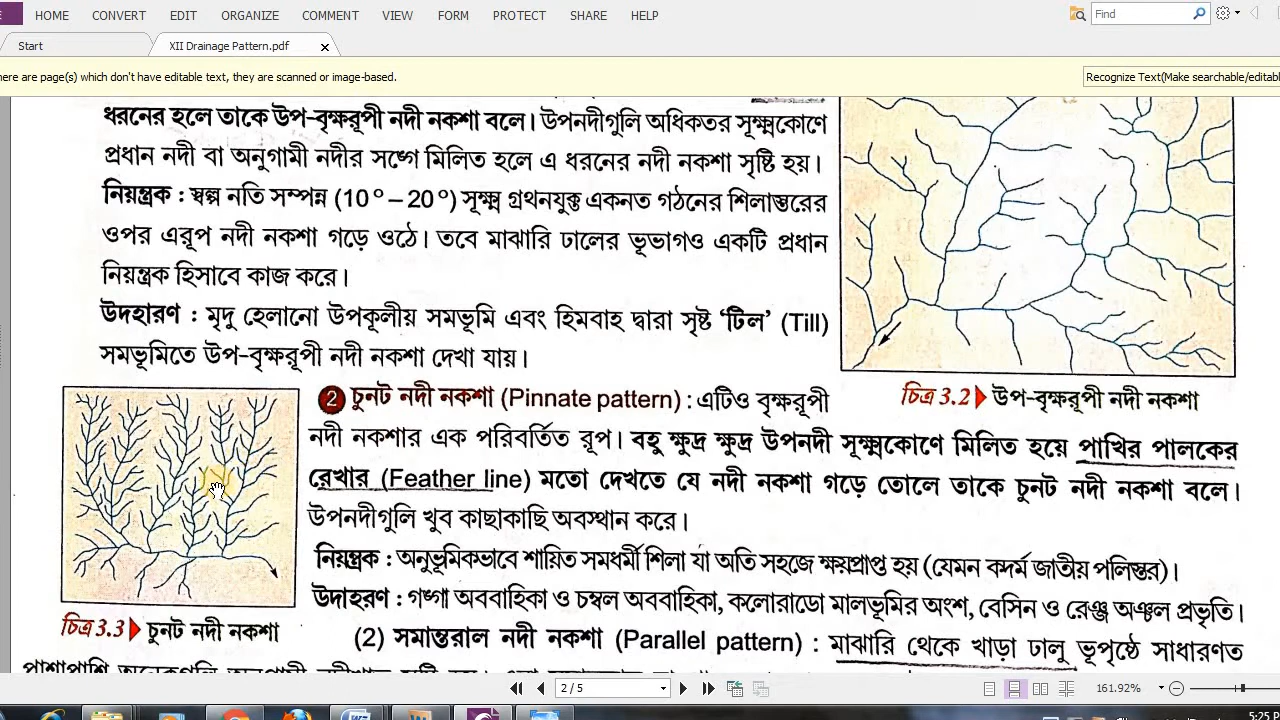 HOME CONVERT EDIT ORGANIZE COMMENT VIEW FORM PROTECT SHARE HELP
Find
Start
XII Drainage Pattern.pdf
here are page(s) which don't have editable text, they are scanned or image-based.
Recognize Text(Make searchable/editabl
ধরনের হলে তাকে উপ-বৃক্ষরূপী নদী নকশা বলে। উপনদীগুলি অধিকতর সূক্ষ্মকোণে
প্রধান নদী বা অনুগামী নদীর সঙ্গে মিলিত হলে এ ধরনের নদী নকশা সৃষ্টি হয়।
নিয়ন্ত্রক : স্বল্প নতি সম্পন্ন (10° – 20°) সূক্ষ্ম গ্রথনযুক্ত একনত গঠনের শিলাস্তরের
ওপর এরূপ নদী নকশা গড়ে ওঠে। তবে মাঝারি ঢালের ভূভাগও একটি প্রধান
নিয়ন্ত্রক হিসাবে কাজ করে।
উদহারণ : মৃদু হেলানো উপকূলীয় সমভূমি এবং হিমবাহ দ্বারা সৃষ্ট ‘টিল’ (Till)
সমভূমিতে উপ-বৃক্ষরূপী নদী নকশা দেখা যায়।
চিত্র 3.2 ▶ উপ-বৃক্ষরূপী নদী নকশা
2 চুনট নদী নকশা (Pinnate pattern) : এটিও বৃক্ষরূপী
নদী নকশার এক পরিবর্তিত রূপ। বহু ক্ষুদ্র ক্ষুদ্র উপনদী সূক্ষ্মকোণে মিলিত হয়ে পাখির পালকের
রেখার (Feather line) মতো দেখতে যে নদী নকশা গড়ে তোলে তাকে চুনট নদী নকশা বলে।
উপনদীগুলি খুব কাছাকাছি অবস্থান করে।
নিয়ন্ত্রক : অনুভূমিকভাবে শায়িত সমধর্মী শিলা যা অতি সহজে ক্ষয়প্রাপ্ত হয় (যেমন কর্দম জাতীয় পলিস্তর)।
উদাহরণ : গঙ্গা অববাহিকা ও চম্বল অববাহিকা, কলোরাডো মালভূমির অংশ, বেসিন ও রেঞ্জ অঞ্চল প্রভৃতি।
চিত্র 3.3 ▶ চুনট নদী নকশা
(2) সমান্তরাল নদী নকশা (Parallel pattern) : মাঝারি থেকে খাড়া ঢালু ভূপৃষ্ঠে সাধারণত
2 / 5
161.92%
5:25